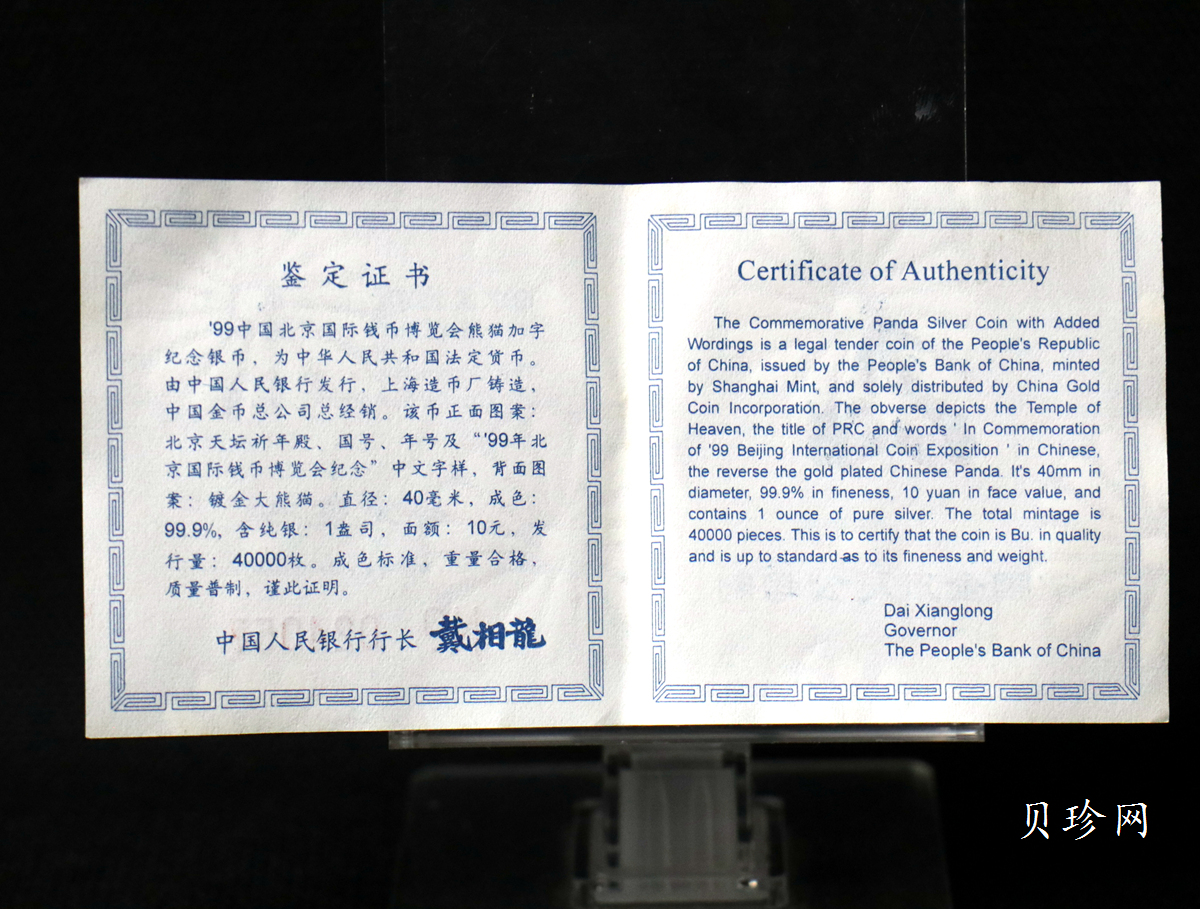 鉴定证书
'99中国北京国际钱币博览会熊猫加字
纪念银币，为中华人民共和国法定货币。
由中国人民银行发行，上海造币厂铸造，
中国金币总公司总经销。该币正面图案：
北京天坛祈年殿、国号、年号及“'99年北
京国际钱币博览会纪念”中文字样，背面图
案：镀金大熊猫。直径：40毫米，成色：
99.9%，含纯银：1盎司，面额：10元，发
行量：40000枚。成色标准，重量合格，
质量普制，谨此证明。
中国人民银行行长 戴相龍
Certificate of Authenticity
The Commemorative Panda Silver Coin with Added
Wordings is a legal tender coin of the People's Republic
of China, issued by the People's Bank of China, minted
by Shanghai Mint, and solely distributed by China Gold
Coin Incorporation. The obverse depicts the Temple of
Heaven, the title of PRC and words ' In Commemoration
of '99 Beijing International Coin Exposition ' in Chinese,
the reverse the gold plated Chinese Panda. It's 40mm in
diameter, 99.9% in fineness, 10 yuan in face value, and
contains 1 ounce of pure silver. The total mintage is
40000 pieces. This is to certify that the coin is Bu. in quality
and is up to standard as to its fineness and weight.
Dai Xianglong
Governor
The People's Bank of China
贝珍网